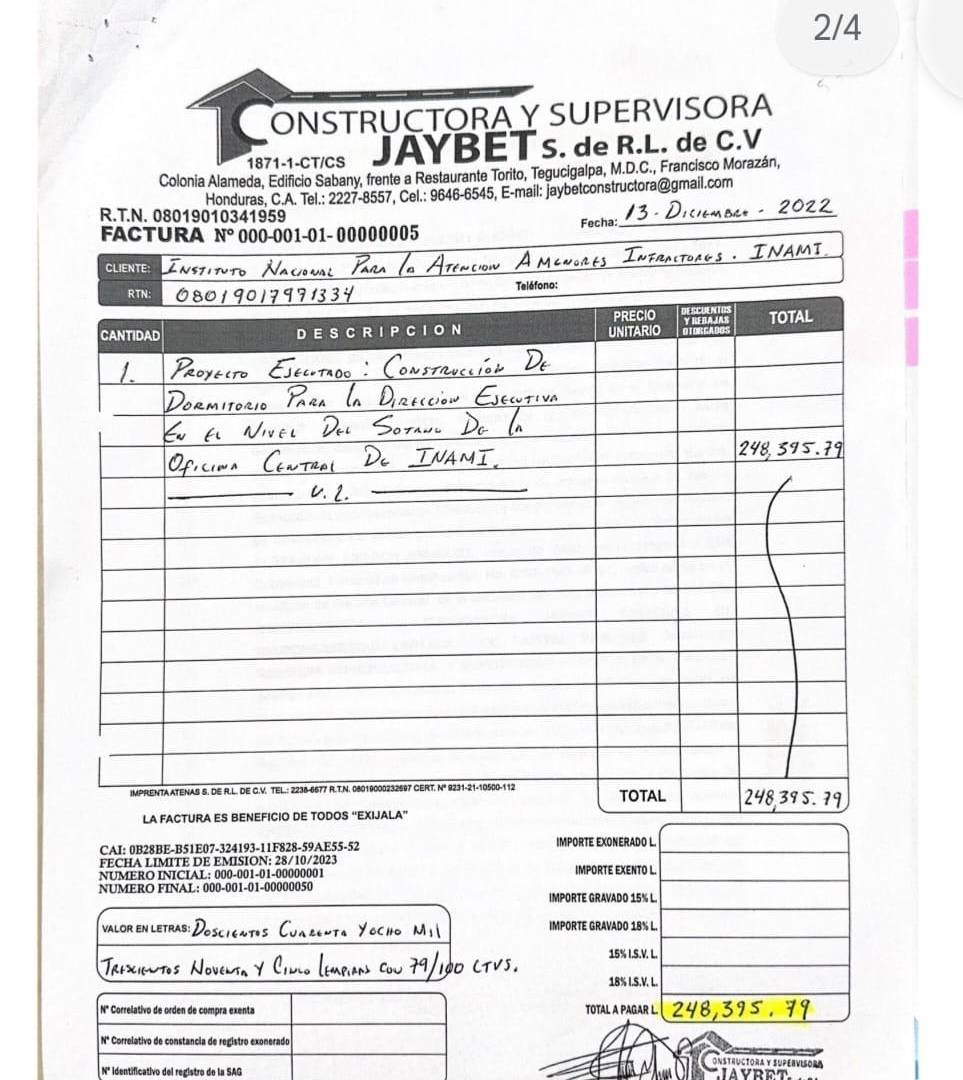 2/4
CONSTRUCTORA Y SUPERVISORA
JAYBET S. de R.L. de C.V
1871-1-CT/CS
Colonia Alameda, Edificio Sabany, frente a Restaurante Torito, Tegucigalpa, M.D.C., Francisco Morazán,
Honduras, C.A. Tel.: 2227-8557, Cel.: 9646-6545, E-mail: jaybetconstructora@gmail.com
R.T.N. 08019010341959
Fecha: 13 - Diciembre - 2022
FACTURA Nº 000-001-01-00000005
CLIENTE: Instituto Nacional Para la Atencion A Menores Infractores. INAMI.
RTN: 08019017991334 Teléfono:
CANTIDAD DESCRIPCION PRECIO UNITARIO DESCUENTOS Y REBAJAS OTORGADOS TOTAL
1. Proyecto Ejecutado: Construcción De
Dormitorio Para la Dirección Ejecutiva
En el Nivel Del Sotano De la
Oficina Central De INAMI. 248,395.79
U.L.
IMPRENTA ATENAS S. DE R.L. DE C.V. TEL.: 2238-6677 R.T.N. 08019000232697 CERT. Nº 9231-21-10500-112
TOTAL 248,395.79
LA FACTURA ES BENEFICIO DE TODOS "EXIJALA"
CAI: 0B28BE-B51E07-324193-11F828-59AE55-52
FECHA LIMITE DE EMISION: 28/10/2023
NUMERO INICIAL: 000-001-01-00000001
NUMERO FINAL: 000-001-01-00000050
IMPORTE EXONERADO L.
IMPORTE EXENTO L.
IMPORTE GRAVADO 15% L.
IMPORTE GRAVADO 18% L.
15% I.S.V. L.
18% I.S.V. L.
TOTAL A PAGAR L. 248,395.79
VALOR EN LETRAS: Doscientos Cuarenta Yocho Mil
Trescientos Noventa Y Cinco Lempiras con 79/100 CTVS.
Nº Correlativo de orden de compra exenta
Nº Correlativo de constancia de registro exonerado
Nº Identificativo del registro de la SAG
CONSTRUCTORA Y SUPERVISORA
JAYBET